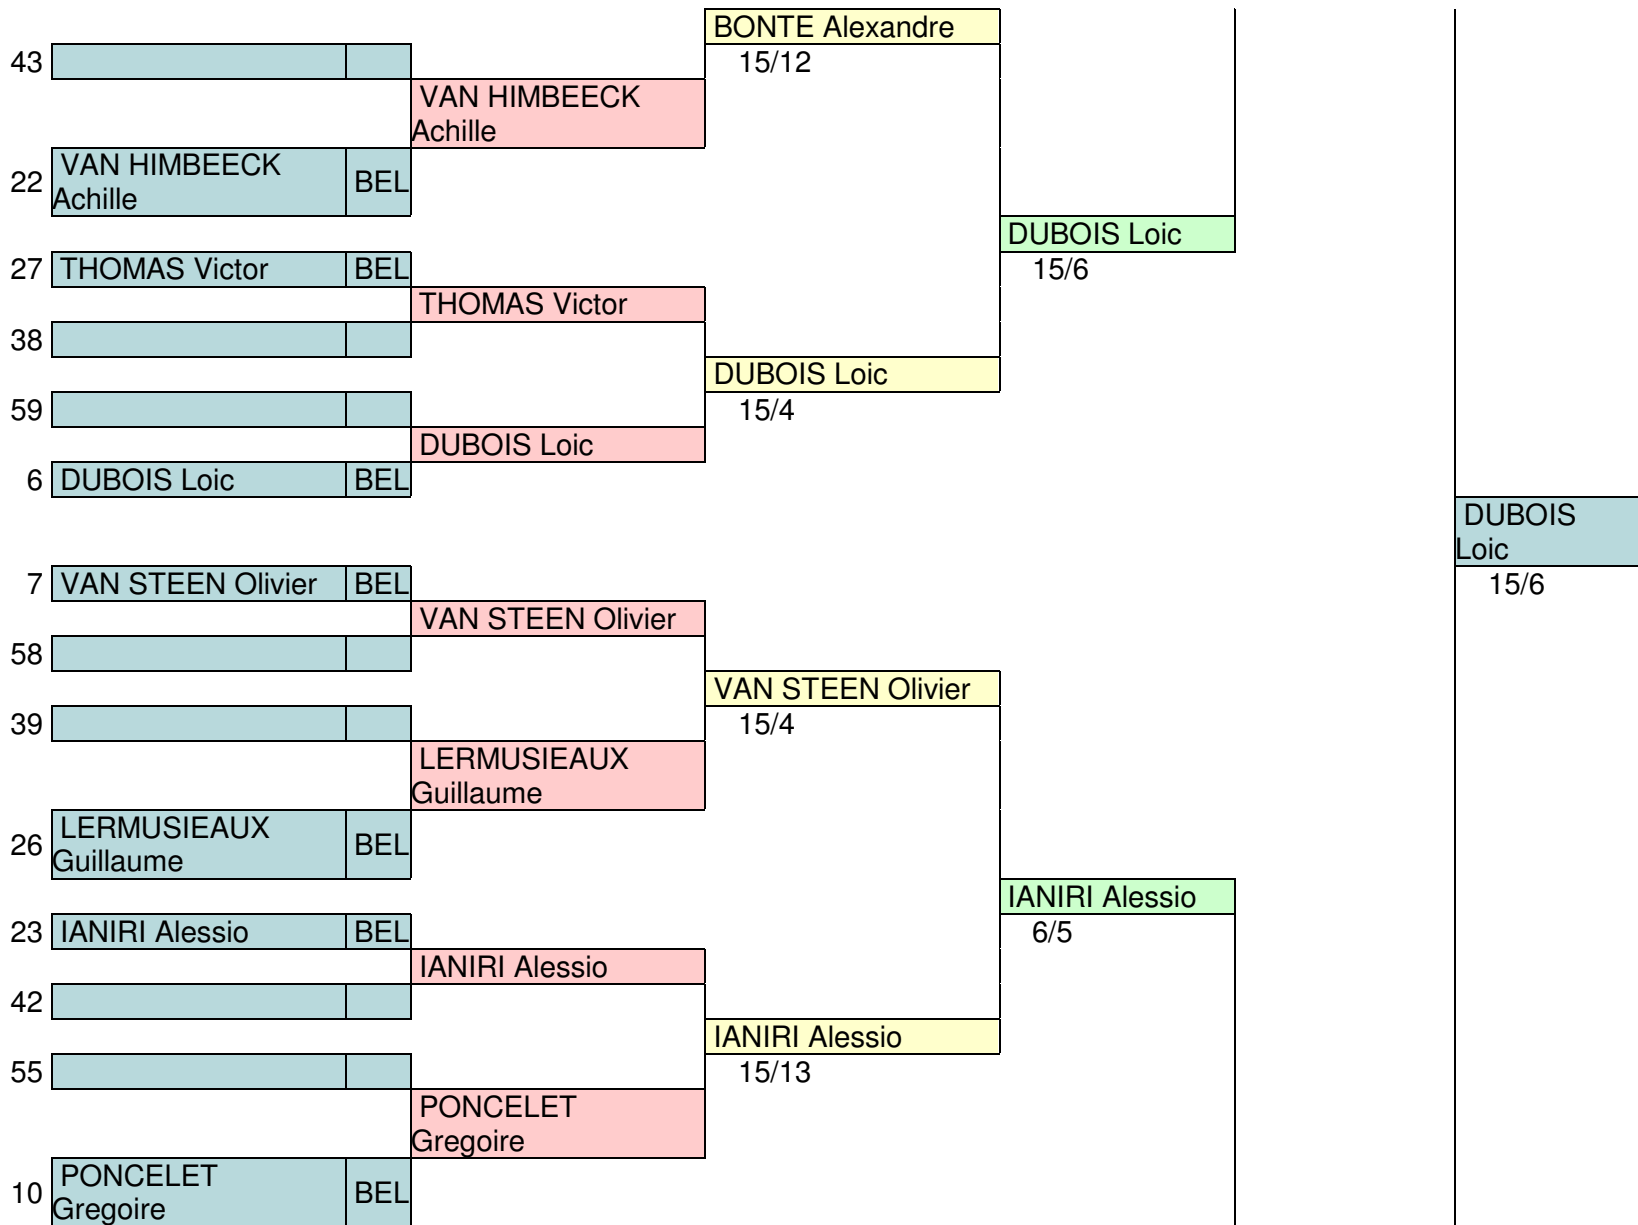 BONTE Alexandre
43
15/12
VAN HIMBEECK
Achille
22
VAN HIMBEECK
Achille
BEL
DUBOIS Loic
27 THOMAS Victor BEL
15/6
THOMAS Victor
38
DUBOIS Loic
59
15/4
DUBOIS Loic
6 DUBOIS Loic BEL
DUBOIS
Loic
7 VAN STEEN Olivier BEL
15/6
VAN STEEN Olivier
58
VAN STEEN Olivier
39
15/4
LERMUSIEAUX
Guillaume
26
LERMUSIEAUX
Guillaume
BEL
IANIRI Alessio
23 IANIRI Alessio BEL
6/5
IANIRI Alessio
42
IANIRI Alessio
55
15/13
PONCELET
Gregoire
10
PONCELET
Gregoire
BEL